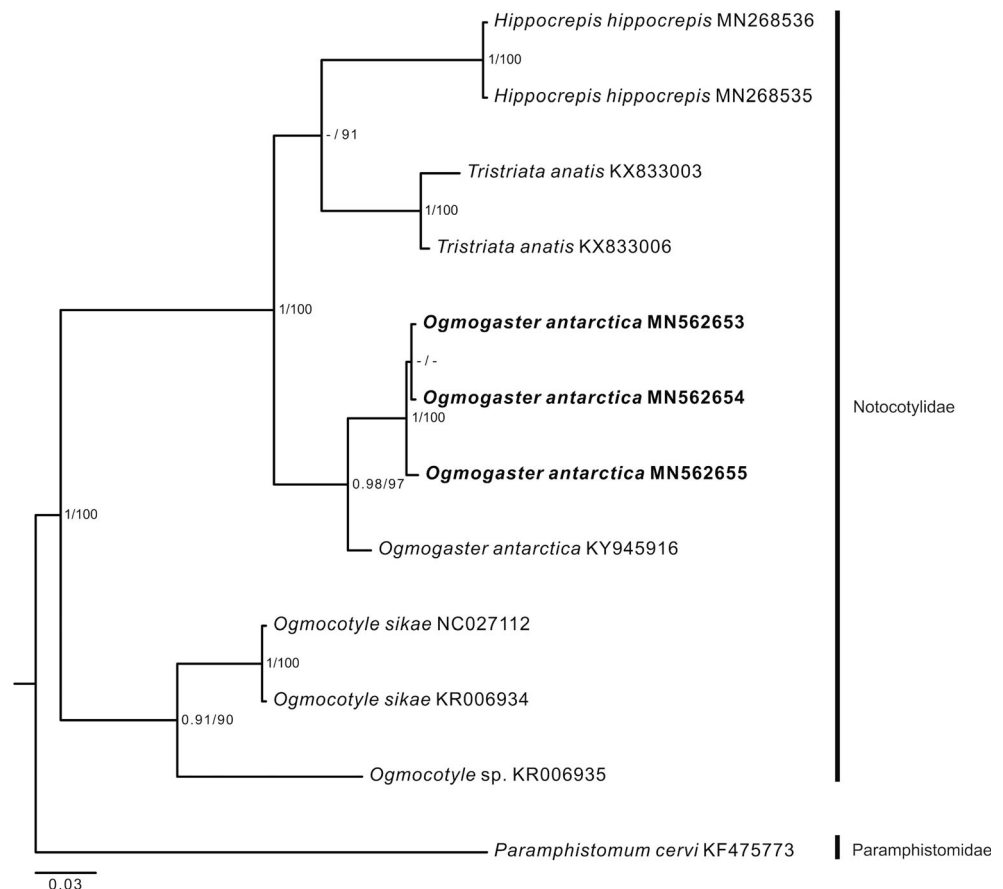 Hippocrepis hippocrepis MN268536
1/100
Hippocrepis hippocrepis MN268535
- / 91
Tristriata anatis KX833003
1/100
Tristriata anatis KX833006
1/100
Ogmogaster antarctica MN562653
- / -
Ogmogaster antarctica MN562654
1/100
Ogmogaster antarctica MN562655
0.98/97
Ogmogaster antarctica KY945916
Notocotylidae
1/100
Ogmocotyle sikae NC027112
1/100
Ogmocotyle sikae KR006934
0.91/90
Ogmocotyle sp. KR006935
Paramphistomum cervi KF475773
Paramphistomidae
0.03